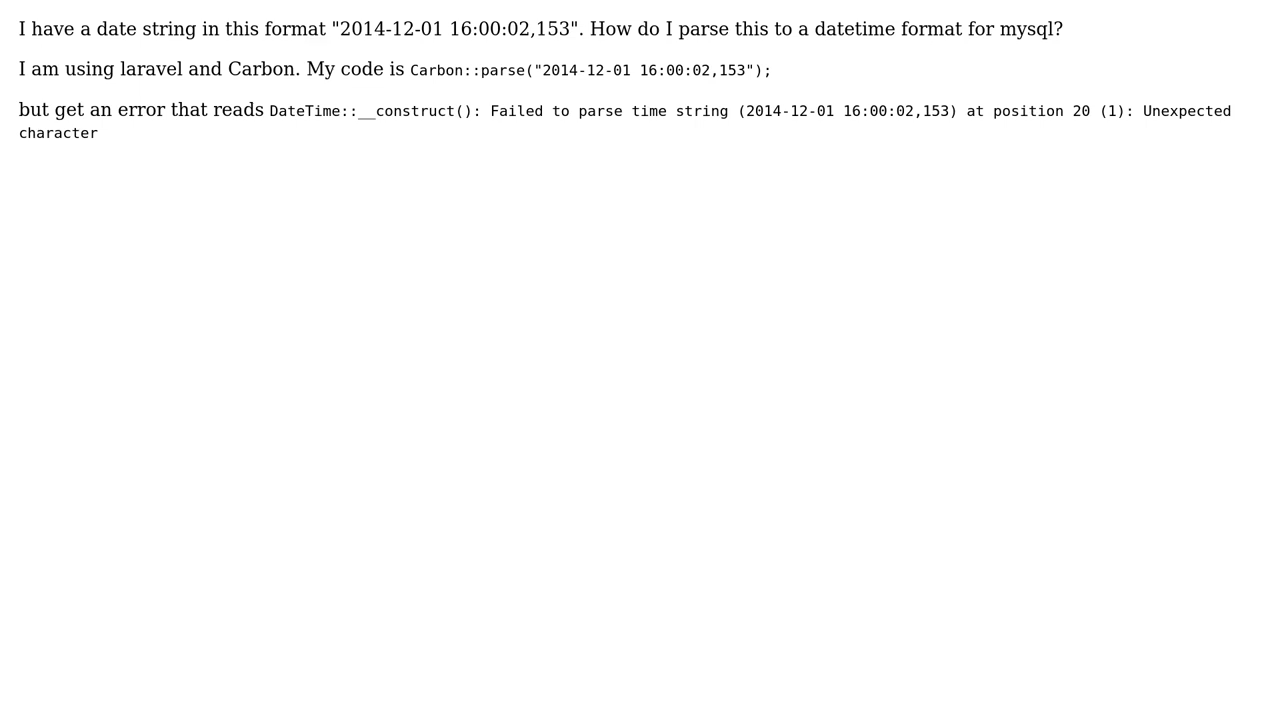 I have a date string in this format "2014-12-01 16:00:02,153". How do I parse this to a datetime format for mysql?
I am using laravel and Carbon. My code is Carbon::parse("2014-12-01 16:00:02,153");
but get an error that reads DateTime::__construct(): Failed to parse time string (2014-12-01 16:00:02,153) at position 20 (1): Unexpected
character